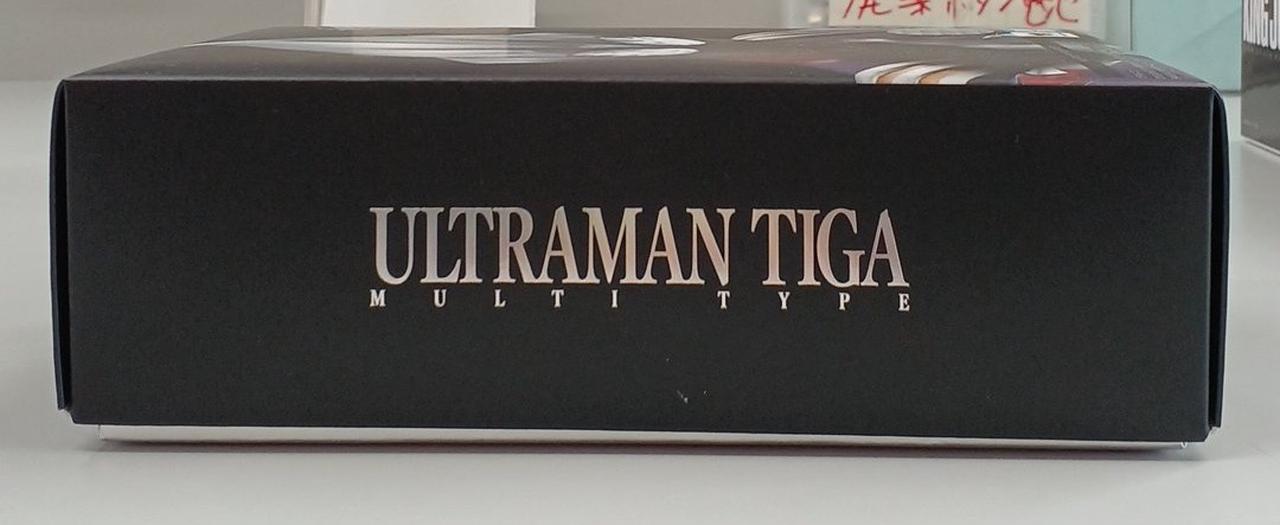 ULTRAMAN TIGA
MULTI TYPE